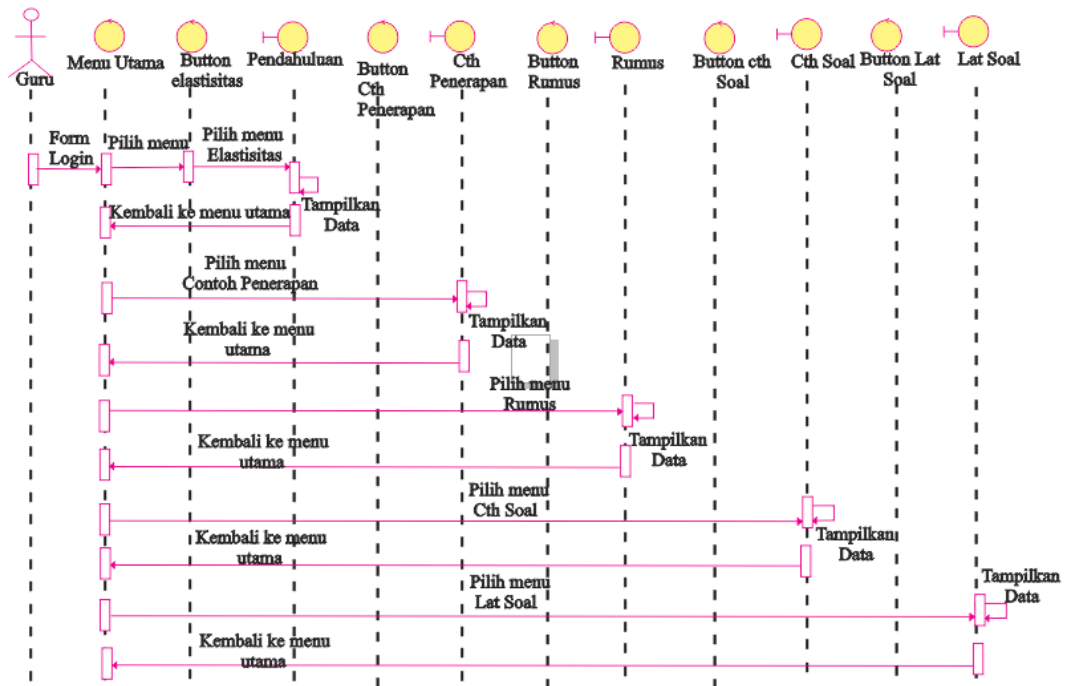 Guru
Menu Utama
Button
elastisitas
Pendahuluan
Button
Cth
Penerapan
Cth
Penerapan
Button
Rumus
Rumus
Button cth
Soal
Cth Soal
Button Lat
Soal
Lat Soal
Form
Login
Pilih menu
Pilih menu
Elastisitas
Tampilkan
Data
Kembali ke menu utama
Pilih menu
Contoh Penerapan
Tampilkan
Data
Kembali ke menu
utama
Pilih menu
Rumus
Tampilkan
Data
Kembali ke menu
utama
Pilih menu
Cth Soal
Tampilkan
Data
Kembali ke menu
utama
Pilih menu
Lat Soal
Tampilkan
Data
Kembali ke menu
utama